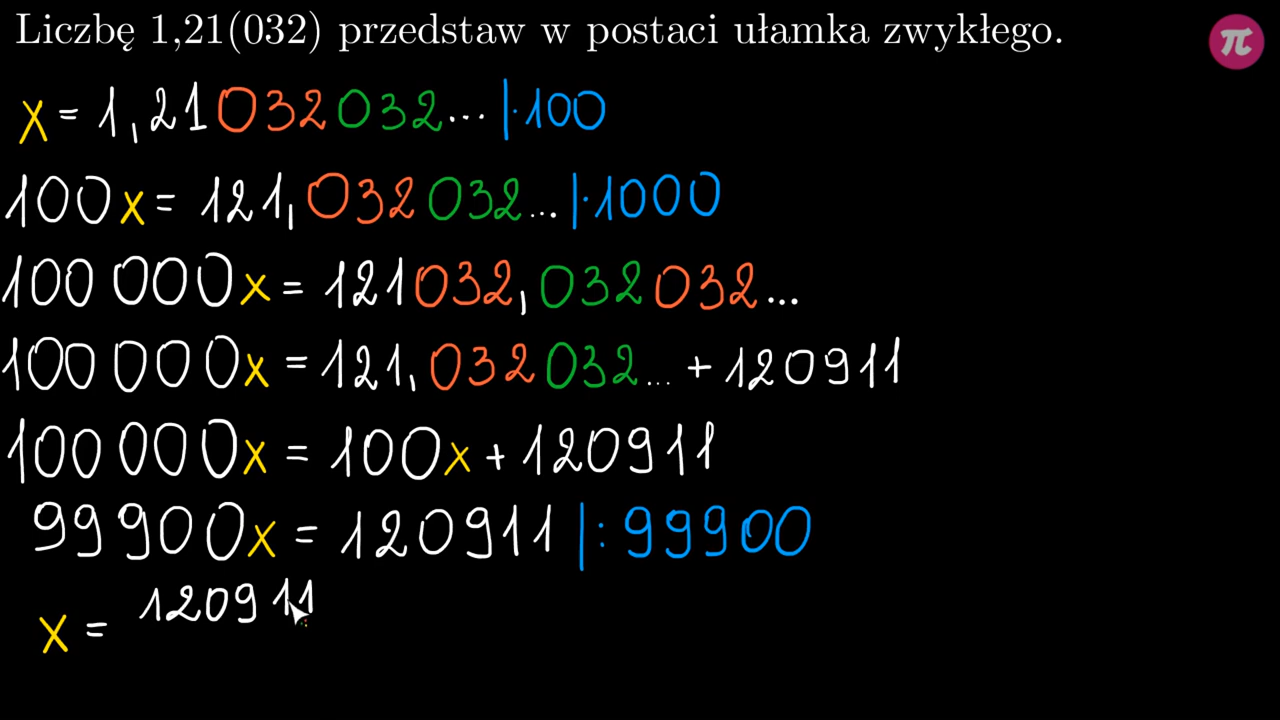 Liczbę 1,21(032) przedstaw w postaci ułamka zwykłego.
π
x = 1,21032032... |·100
100x = 121,032032... |·1000
100 000x = 121032,032032...
100 000x = 121,032032... + 120911
100 000x = 100x + 120911
99900x = 120911 |:99900
x = 120911